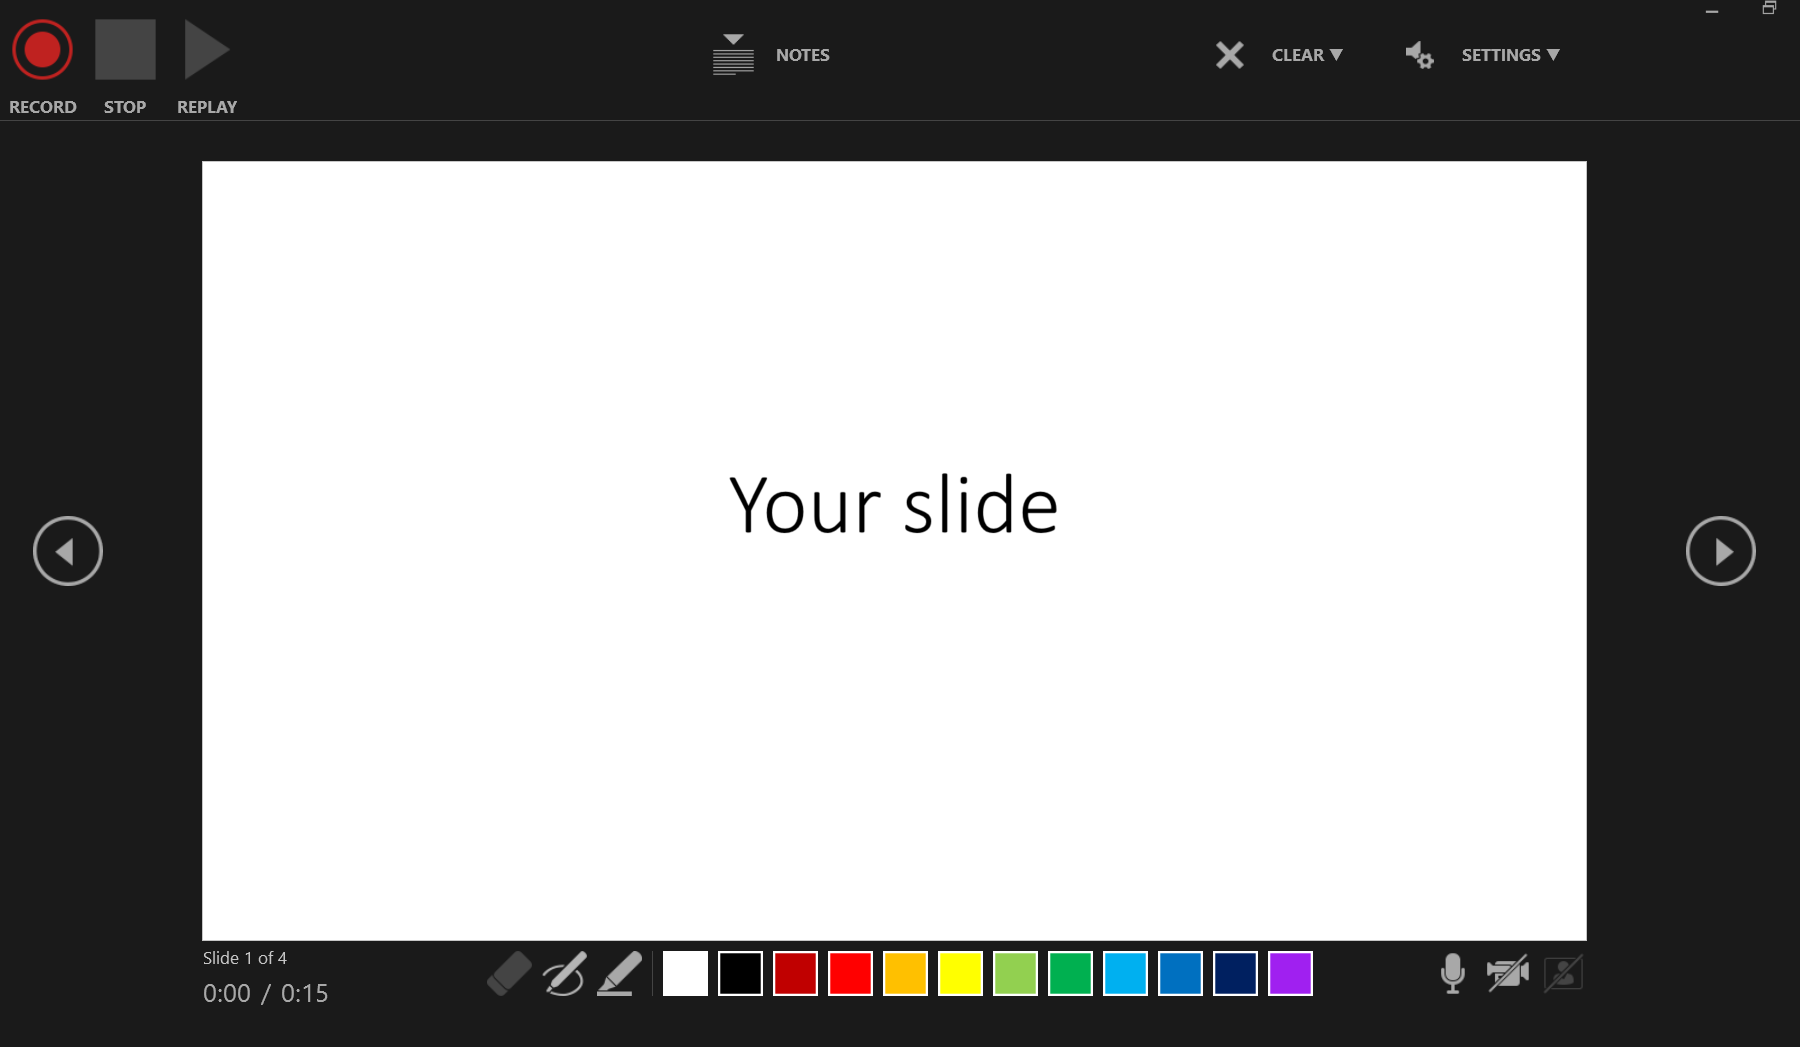 RECORD
STOP
REPLAY
NOTES
CLEAR
SETTINGS
Your slide
Slide 1 of 4
0:00 / 0:15